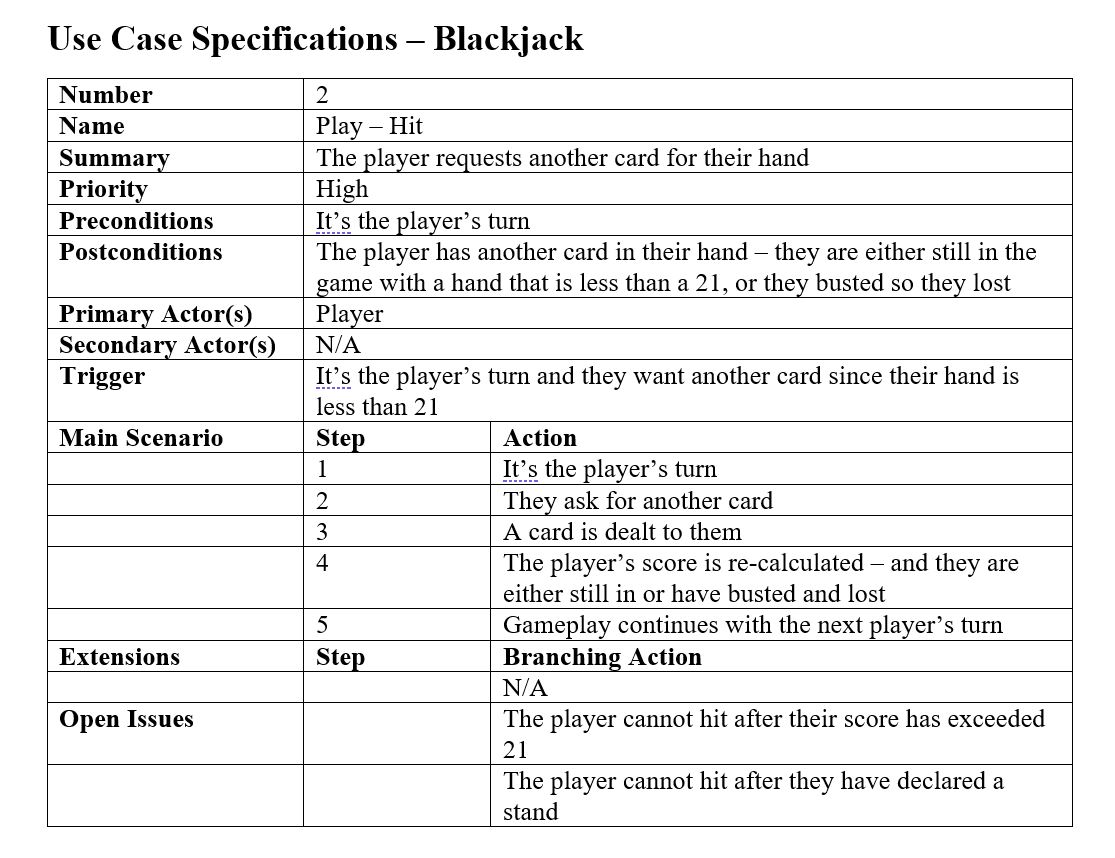 Use Case Specifications – Blackjack
Number 2
Name Play – Hit
Summary The player requests another card for their hand
Priority High
Preconditions It’s the player’s turn
Postconditions The player has another card in their hand – they are either still in the
game with a hand that is less than a 21, or they busted so they lost
Primary Actor(s) Player
Secondary Actor(s) N/A
Trigger It’s the player’s turn and they want another card since their hand is
less than 21
Main Scenario Step Action
1 It’s the player’s turn
2 They ask for another card
3 A card is dealt to them
4 The player’s score is re-calculated – and they are
either still in or have busted and lost
5 Gameplay continues with the next player’s turn
Extensions Step Branching Action
N/A
Open Issues The player cannot hit after their score has exceeded
21
The player cannot hit after they have declared a
stand